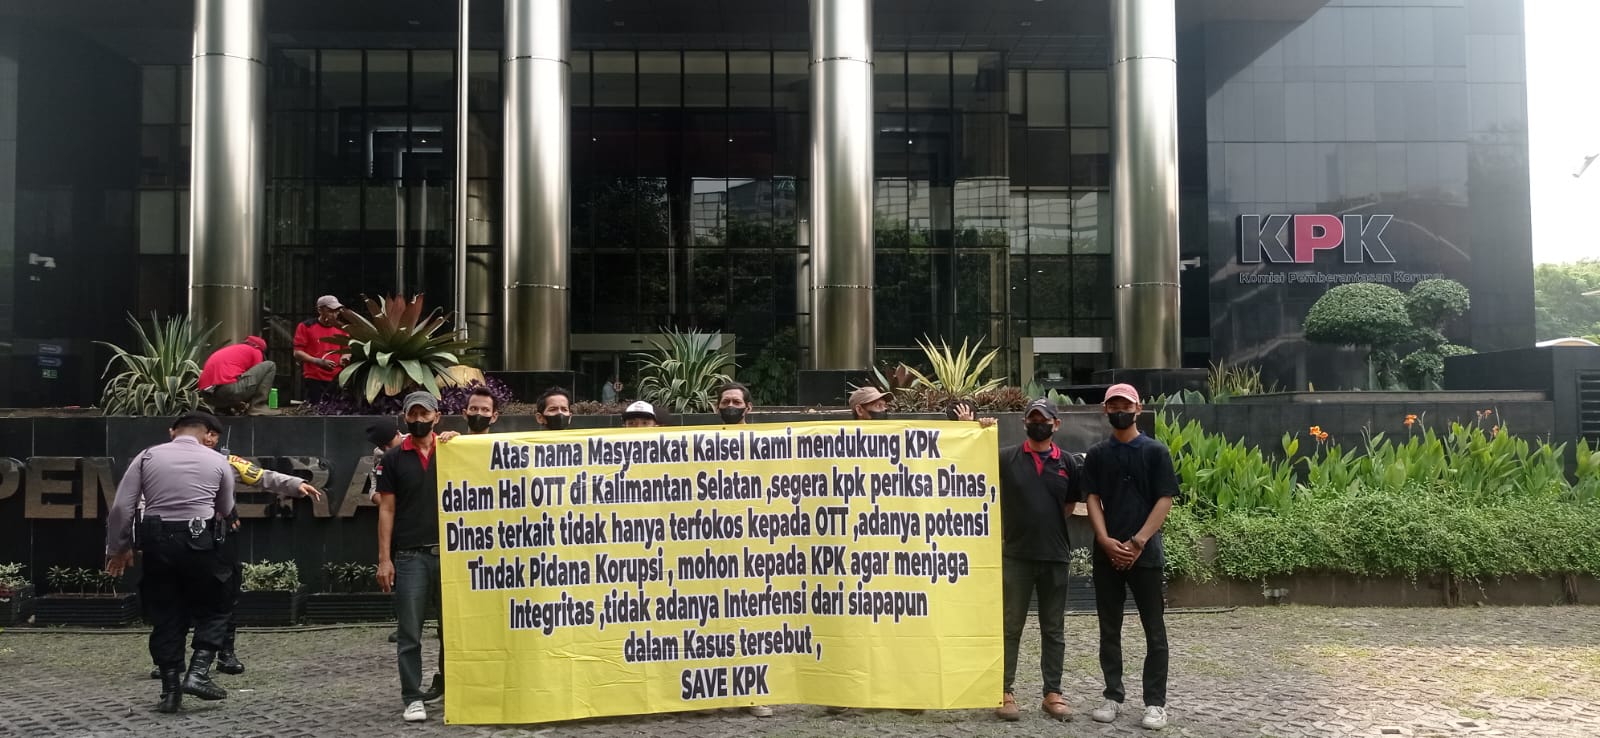 KPK
Komisi Pemberantasan Korupsi
PEMBERA
Atas nama Masyarakat Kalsel kami mendukung KPK
dalam Hal OTT di Kalimantan Selatan ,segera kpk periksa Dinas ,
Dinas terkait tidak hanya terfokos kepada OTT ,adanya potensi
Tindak Pidana Korupsi , mohon kepada KPK agar menjaga
Integritas ,tidak adanya Interfensi dari siapapun
dalam Kasus tersebut ,
SAVE KPK